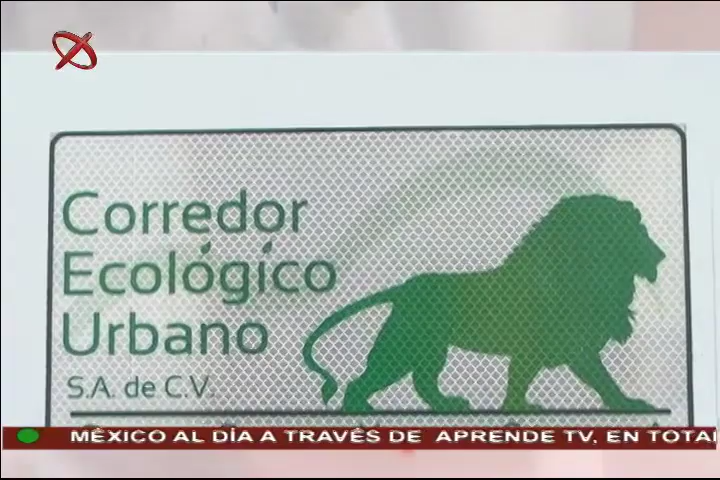 Corredor
Ecológico
Urbano
S.A. de C.V.
MÉXICO AL DÍA A TRAVÉS DE APRENDE TV, EN TOTAL